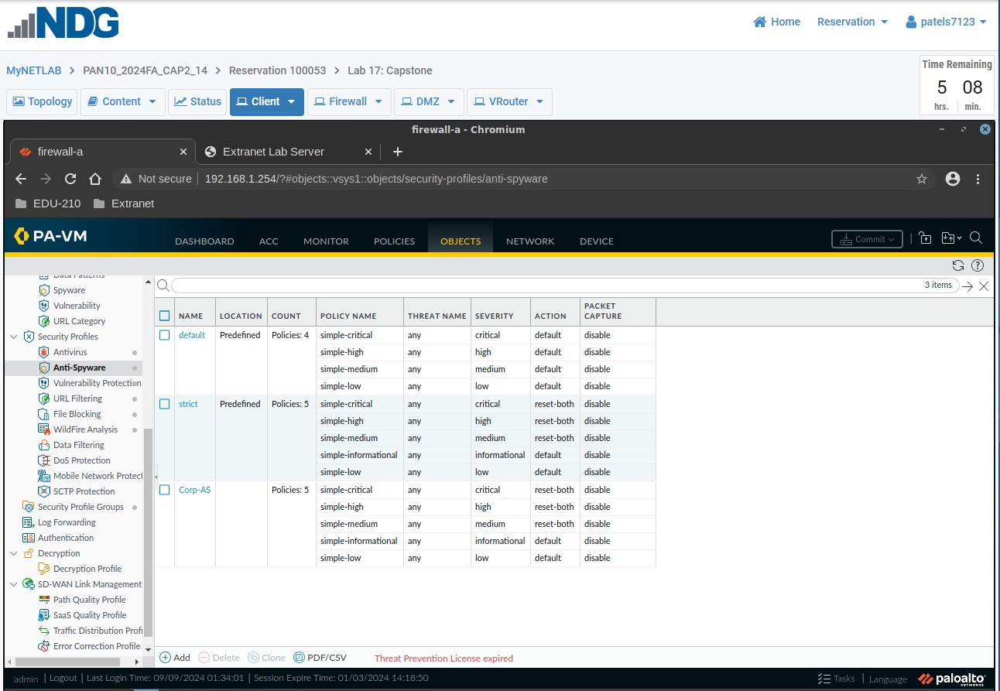 NDG
Home Reservation patels7123
MyNETLAB > PAN10_2024FA_CAP2_14 > Reservation 100053 > Lab 17: Capstone
Time Remaining
5 08
hrs. min.
Topology Content Status Client Firewall DMZ VRouter
firewall-a - Chromium
firewall-a Extranet Lab Server
Not secure 192.168.1.254/?#objects::vsys1::objects/security-profiles/anti-spyware
EDU-210 Extranet
PA-VM
DASHBOARD ACC MONITOR POLICIES OBJECTS NETWORK DEVICE Commit
Data Patterns
Spyware
Vulnerability
URL Category
Security Profiles
Antivirus
Anti-Spyware
Vulnerability Protection
URL Filtering
File Blocking
WildFire Analysis
Data Filtering
DoS Protection
Mobile Network Protect
SCTP Protection
Security Profile Groups
Log Forwarding
Authentication
Decryption
Decryption Profile
SD-WAN Link Management
Path Quality Profile
SaaS Quality Profile
Traffic Distribution Profi
Error Correction Profile
3 items
NAME LOCATION COUNT POLICY NAME THREAT NAME SEVERITY ACTION PACKET CAPTURE
default Predefined Policies: 4 simple-critical any critical default disable
simple-high any high default disable
simple-medium any medium default disable
simple-low any low default disable
strict Predefined Policies: 5 simple-critical any critical reset-both disable
simple-high any high reset-both disable
simple-medium any medium reset-both disable
simple-informational any informational default disable
simple-low any low default disable
Corp-AS Policies: 5 simple-critical any critical reset-both disable
simple-high any high reset-both disable
simple-medium any medium reset-both disable
simple-informational any informational default disable
simple-low any low default disable
Add Delete Clone PDF/CSV Threat Prevention License expired
admin | Logout | Last Login Time: 09/09/2024 01:34:01 | Session Expire Time: 01/03/2024 14:18:50 Tasks | Language paloalto
NETWORKS